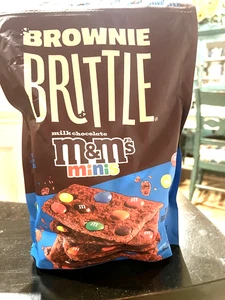 BROWNIE
BRITTLE®
milk chocolate
m&m's
minis